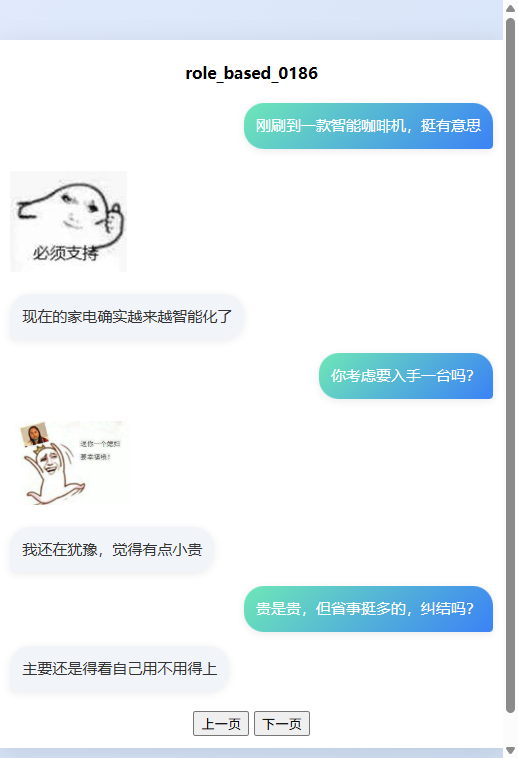 role_based_0186
刚刷到一款智能咖啡机，挺有意思
必须支持
现在的家电确实越来越智能化了
你考虑要入手一台吗？
送你一个媳妇
要幸福哦！
我还在犹豫，觉得有点小贵
贵是贵，但省事挺多的，纠结吗？
主要还是得看自己用不用得上
上一页 下一页